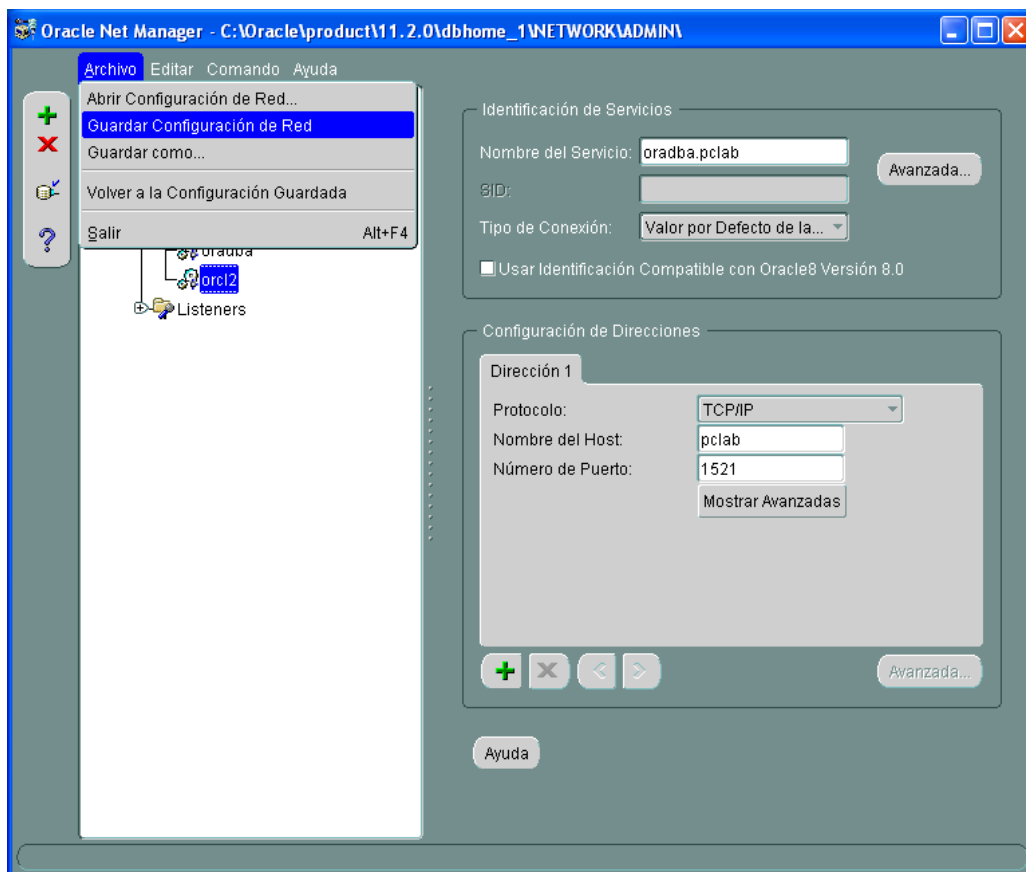 Oracle Net Manager - C:\Oracle\product\11.2.0\dbhome_1\NETWORK\ADMIN\
Archivo Editar Comando Ayuda
Abrir Configuración de Red...
Guardar Configuración de Red
Guardar como...
Volver a la Configuración Guardada
Salir Alt+F4
oradba
orcl2
Listeners
Identificación de Servicios
Nombre del Servicio: oradba.pclab
Avanzada...
SID:
Tipo de Conexión: Valor por Defecto de la...
Usar Identificación Compatible con Oracle8 Versión 8.0
Configuración de Direcciones
Dirección 1
Protocolo: TCP/IP
Nombre del Host: pclab
Número de Puerto: 1521
Mostrar Avanzadas
Avanzada...
Ayuda